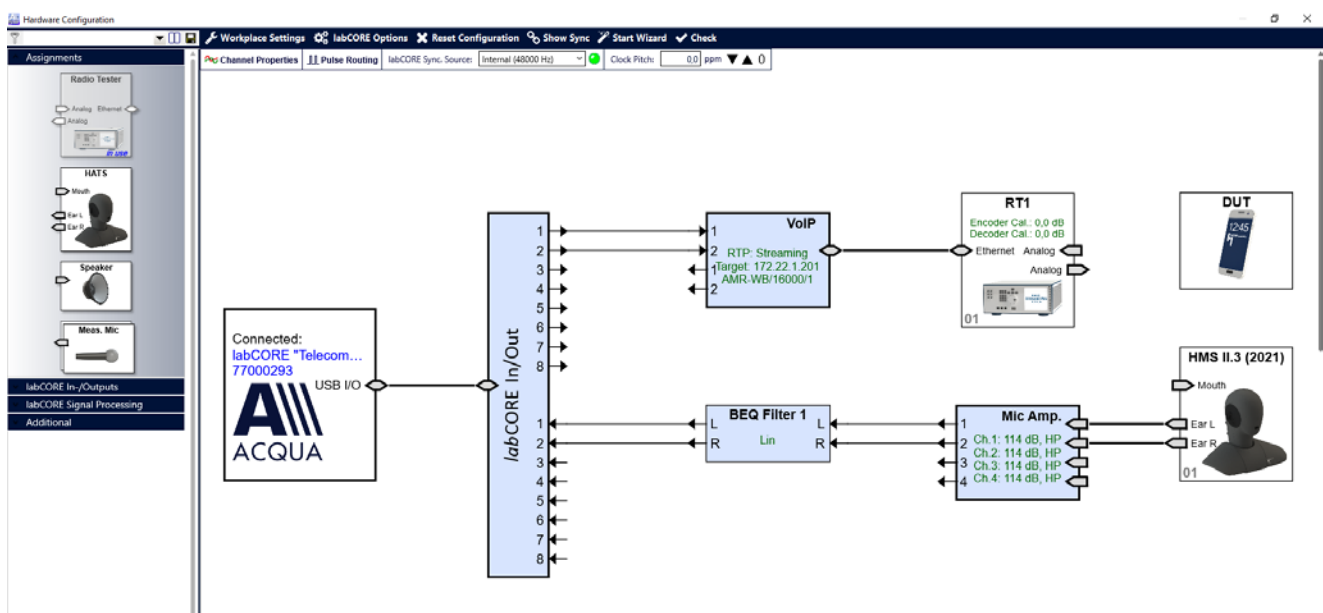 Hardware Configuration
Workplace Settings labCORE Options Reset Configuration Show Sync Start Wizard Check
Channel Properties Pulse Routing labCORE Sync. Source: Internal (48000 Hz) Clock Pitch: 0,0 ppm 0
Assignments
Radio Tester
Analog Ethernet
Analog
in use
HATS
Mouth
Ear L
Ear R
Speaker
Meas. Mic
labCORE In-/Outputs
labCORE Signal Processing
Additional
Connected:
labCORE "Telecom...
77000293
USB I/O
ACQUA
labCORE In/Out
1
2
3
4
5
6
7
8
1
2
3
4
5
6
7
8
VoIP
1
2 RTP: Streaming
1 Target: 172.22.1.201
AMR-WB/16000/1
2
RT1
Encoder Cal.: 0,0 dB
Decoder Cal.: 0,0 dB
Ethernet Analog
Analog
01
DUT
12:45
BEQ Filter 1
L L
Lin
R R
Mic Amp.
1
2 Ch.1: 114 dB, HP
Ch.2: 114 dB, HP
3 Ch.3: 114 dB, HP
4 Ch.4: 114 dB, HP
HMS II.3 (2021)
Mouth
Ear L
Ear R
01